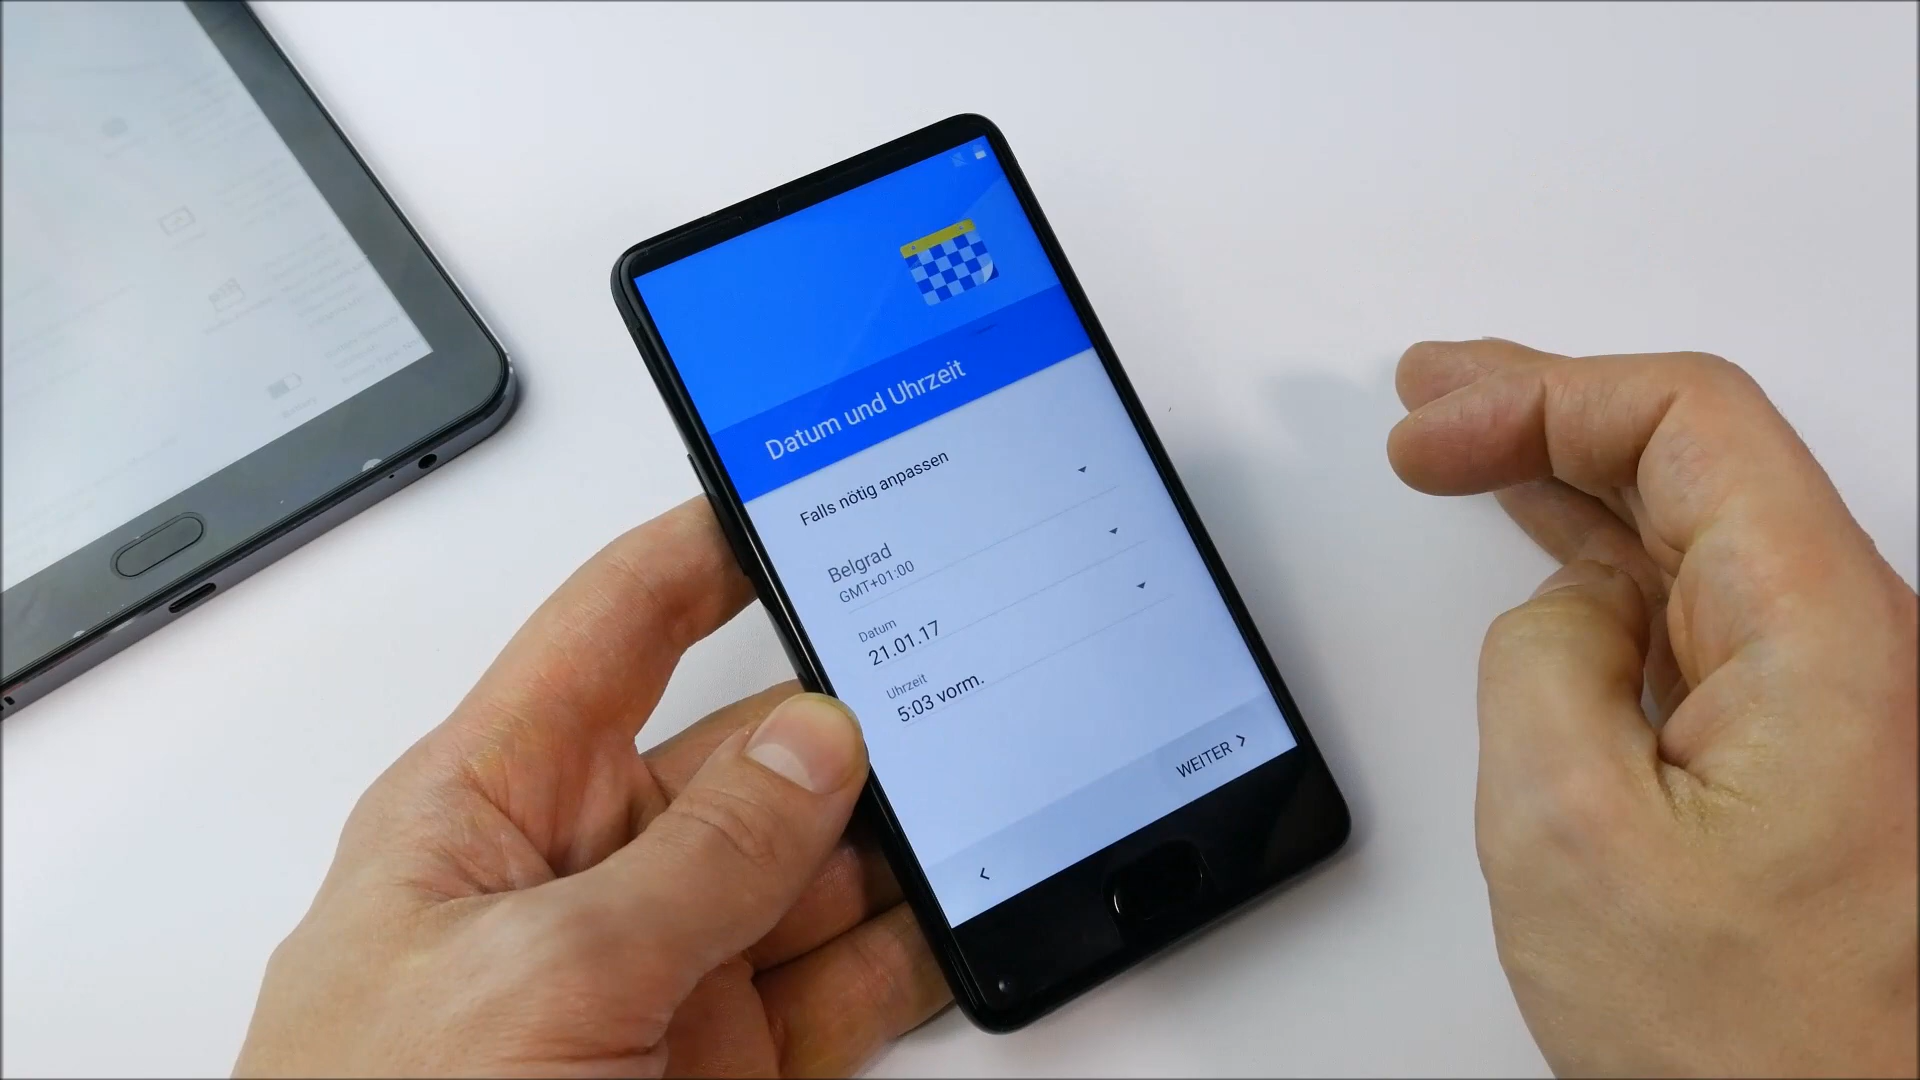 Datum und Uhrzeit
Falls nötig anpassen
Belgrad
GMT+01:00
Datum
21.01.17
Uhrzeit
5:03 vorm.
WEITER